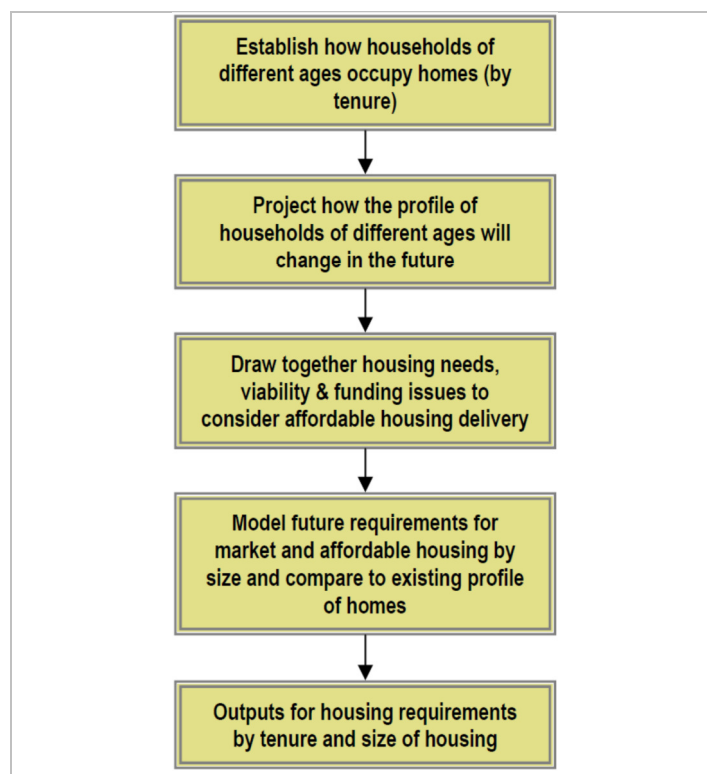 Establish how households of
different ages occupy homes (by
tenure)
Project how the profile of
households of different ages will
change in the future
Draw together housing needs,
viability & funding issues to
consider affordable housing delivery
Model future requirements for
market and affordable housing by
size and compare to existing profile
of homes
Outputs for housing requirements
by tenure and size of housing